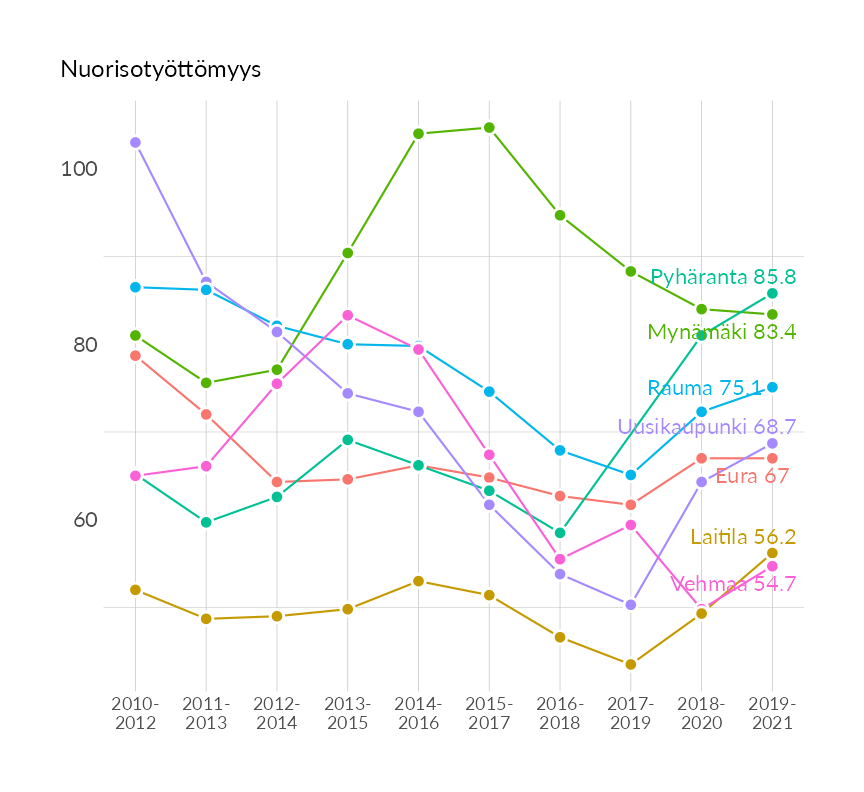 Nuorisotyöttömyys
100
80
60
Pyhäranta 85.8
Mynämäki 83.4
Rauma 75.1
Uusikaupunki 68.7
Eura 67
Laitila 56.2
Vehmaa 54.7
2010- 2011- 2012- 2013- 2014- 2015- 2016- 2017- 2018- 2019-
2012 2013 2014 2015 2016 2017 2018 2019 2020 2021